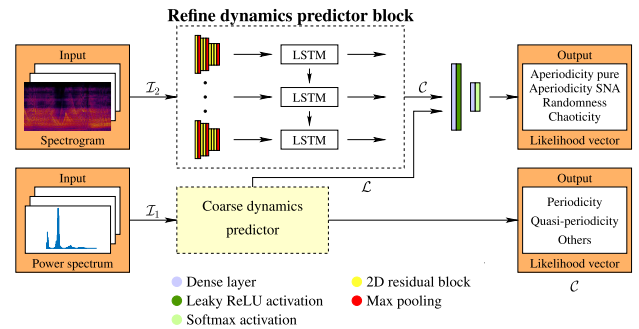 Refine dynamics predictor block
Input
Spectrogram
ℐ₂
LSTM
LSTM
LSTM
𝒞
ℒ
Output
Aperiodicity pure
Aperiodicity SNA
Randomness
Chaoticity
Likelihood vector
Input
Power spectrum
ℐ₁
Coarse dynamics
predictor
Output
Periodicity
Quasi-periodicity
Others
Likelihood vector
𝒞
Dense layer
Leaky ReLU activation
Softmax activation
2D residual block
Max pooling